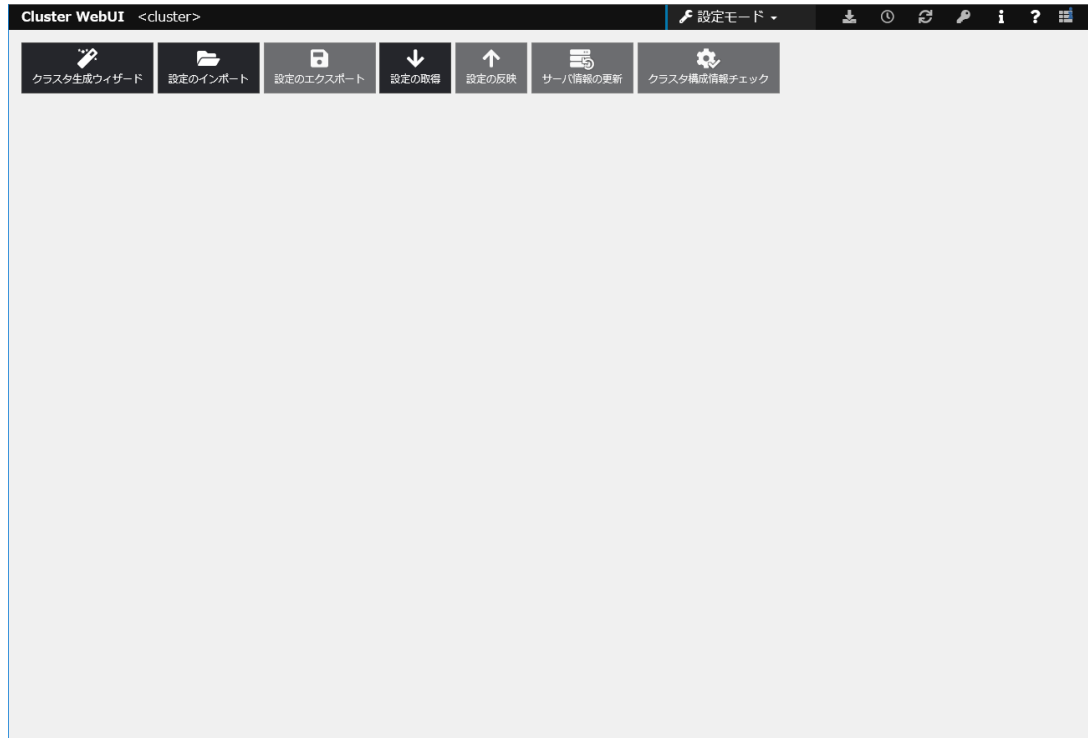 Cluster WebUI <cluster> 設定モード
クラスタ生成ウィザード 設定のインポート 設定のエクスポート 設定の取得 設定の反映 サーバ情報の更新 クラスタ構成情報チェック